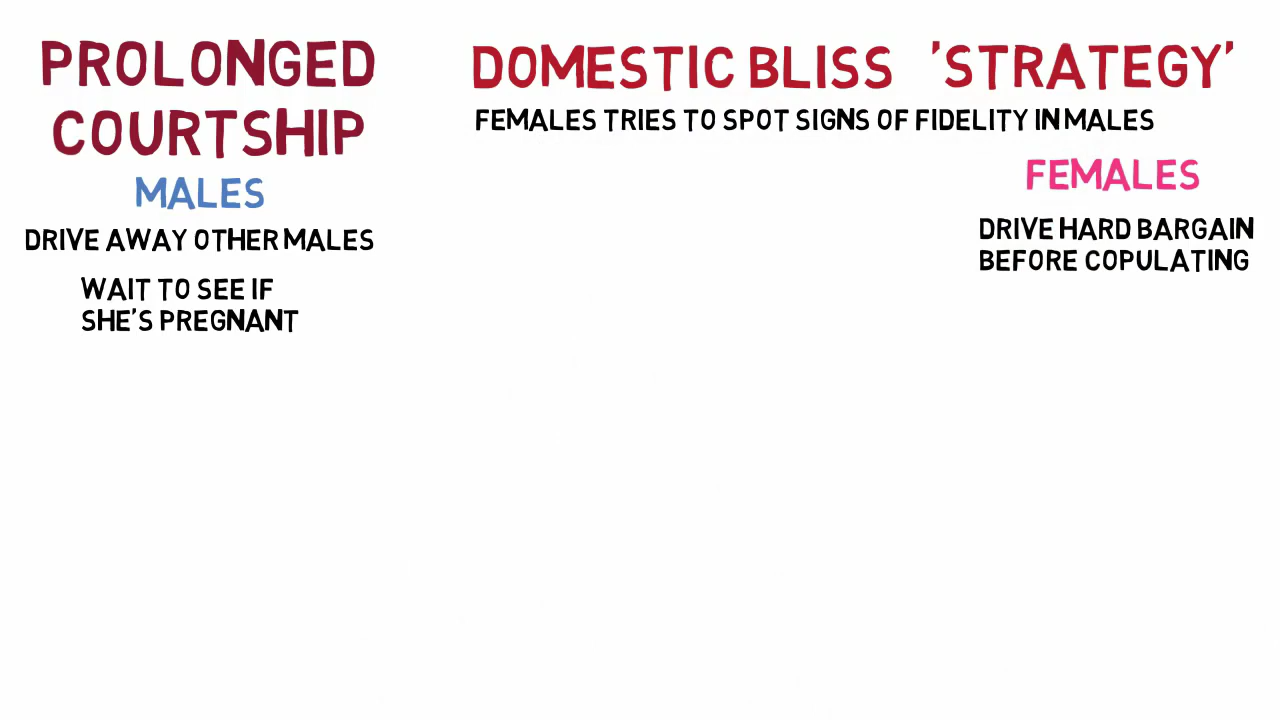 PROLONGED
COURTSHIP
MALES
DRIVE AWAY OTHER MALES
WAIT TO SEE IF
SHE'S PREGNANT
DOMESTIC BLISS 'STRATEGY'
FEMALES TRIES TO SPOT SIGNS OF FIDELITY IN MALES
FEMALES
DRIVE HARD BARGAIN
BEFORE COPULATING